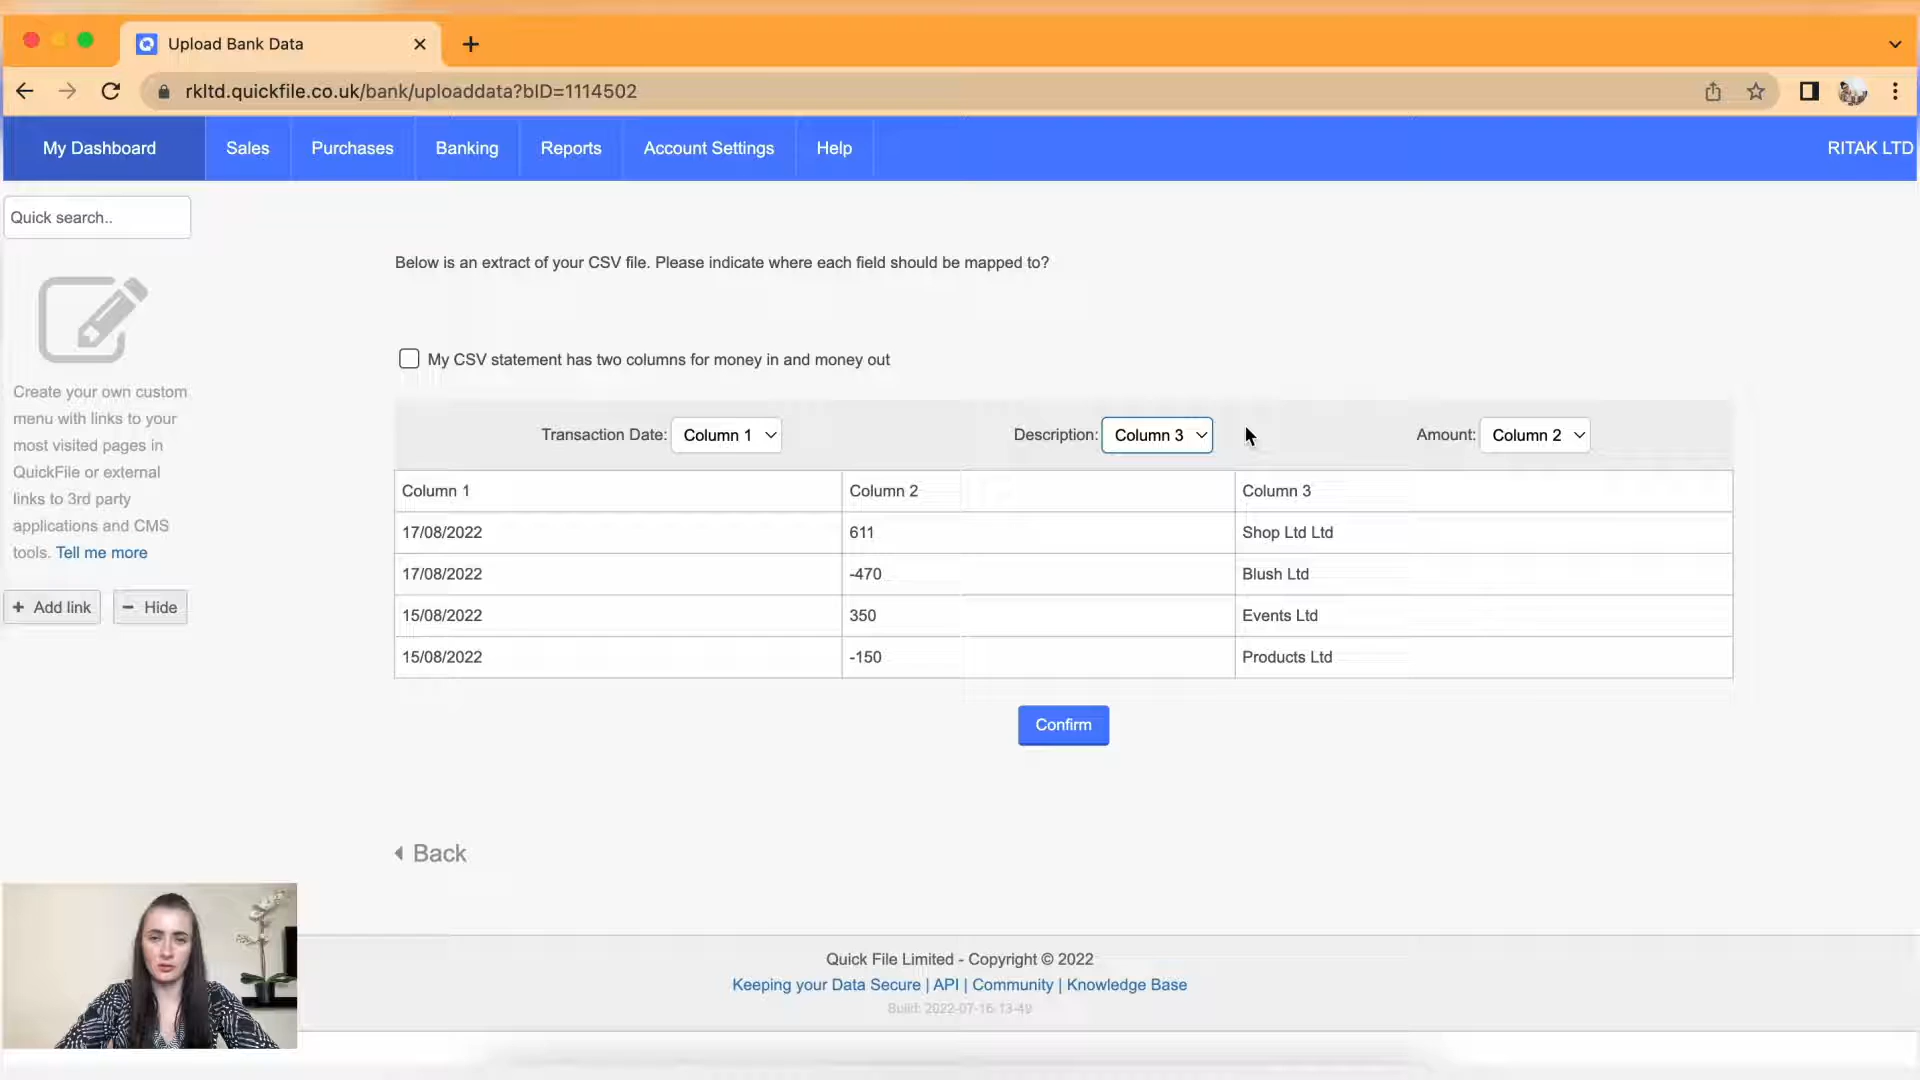 Upload Bank Data
rkltd.quickfile.co.uk/bank/uploaddata?bID=1114502
My Dashboard Sales Purchases Banking Reports Account Settings Help RITAK LTD
Quick search..
Create your own custom
menu with links to your
most visited pages in
QuickFile or external
links to 3rd party
applications and CMS
tools. Tell me more
Add link Hide
Below is an extract of your CSV file. Please indicate where each field should be mapped to?
My CSV statement has two columns for money in and money out
Transaction Date: Column 1 Description: Column 3 Amount: Column 2
Column 1 Column 2 Column 3
17/08/2022 611 Shop Ltd Ltd
17/08/2022 -470 Blush Ltd
15/08/2022 350 Events Ltd
15/08/2022 -150 Products Ltd
Confirm
Back
Quick File Limited - Copyright © 2022
Keeping your Data Secure | API | Community | Knowledge Base
Build: 2022-07-16-13-49